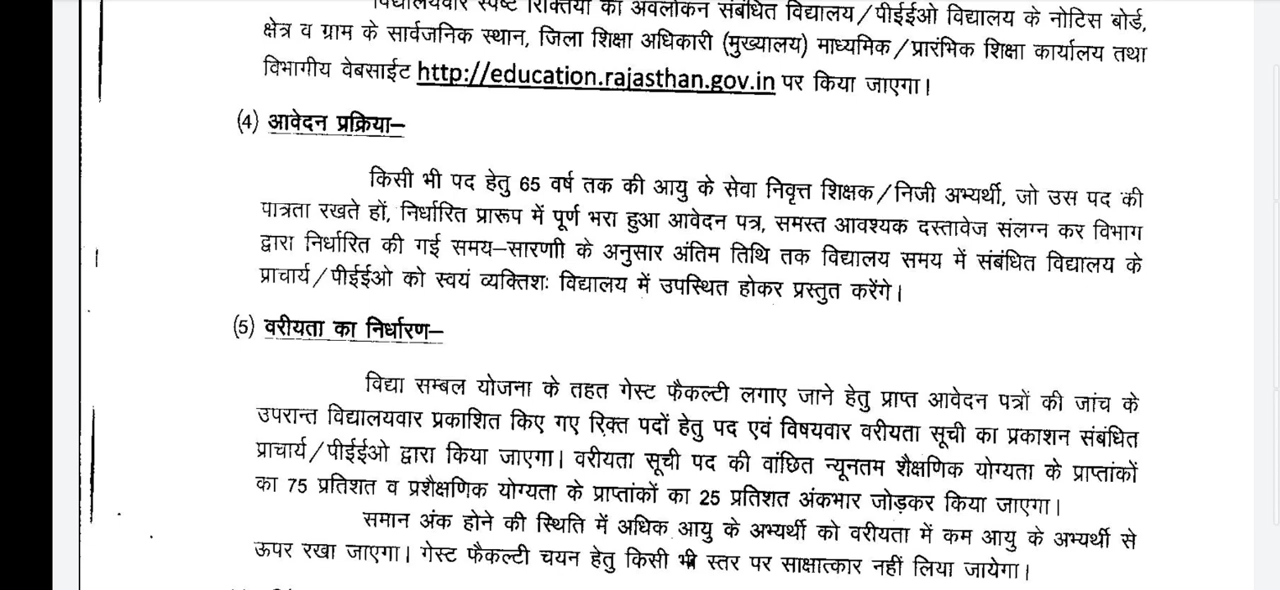 विद्यालयवार स्पष्ट रिक्तियों का अवलोकन संबंधित विद्यालय/पीईईओ विद्यालय के नोटिस बोर्ड,
क्षेत्र व ग्राम के सार्वजनिक स्थान, जिला शिक्षा अधिकारी (मुख्यालय) माध्यमिक/प्रारंभिक शिक्षा कार्यालय तथा
विभागीय वेबसाईट http://education.rajasthan.gov.in पर किया जाएगा।
(4) आवेदन प्रक्रिया–
किसी भी पद हेतु 65 वर्ष तक की आयु के सेवा निवृत्त शिक्षक/निजी अभ्यर्थी, जो उस पद की
पात्रता रखते हों, निर्धारित प्रारूप में पूर्ण भरा हुआ आवेदन पत्र, समस्त आवश्यक दस्तावेज संलग्न कर विभाग
द्वारा निर्धारित की गई समय–सारणाी के अनुसार अंतिम तिथि तक विद्यालय समय में संबंधित विद्यालय के
प्राचार्य/पीईईओ को स्वयं व्यक्तिशः विद्यालय में उपस्थित होकर प्रस्तुत करेंगे।
(5) वरीयता का निर्धारण–
विद्या सम्बल योजना के तहत गेस्ट फैकल्टी लगाए जाने हेतु प्राप्त आवेदन पत्रों की जांच के
उपरान्त विद्यालयवार प्रकाशित किए गए रिक्त पदों हेतु पद एवं विषयवार वरीयता सूची का प्रकाशन संबंधित
प्राचार्य/पीईईओ द्वारा किया जाएगा। वरीयता सूची पद की वांछित न्यूनतम शैक्षणिक योग्यता के प्राप्तांकों
का 75 प्रतिशत व प्रशैक्षणिक योग्यता के प्राप्तांकों का 25 प्रतिशत अंकभार जोड़कर किया जाएगा।
समान अंक होने की स्थिति में अधिक आयु के अभ्यर्थी को वरीयता में कम आयु के अभ्यर्थी से
ऊपर रखा जाएगा। गेस्ट फैकल्टी चयन हेतु किसी भी स्तर पर साक्षात्कार नहीं लिया जायेगा।